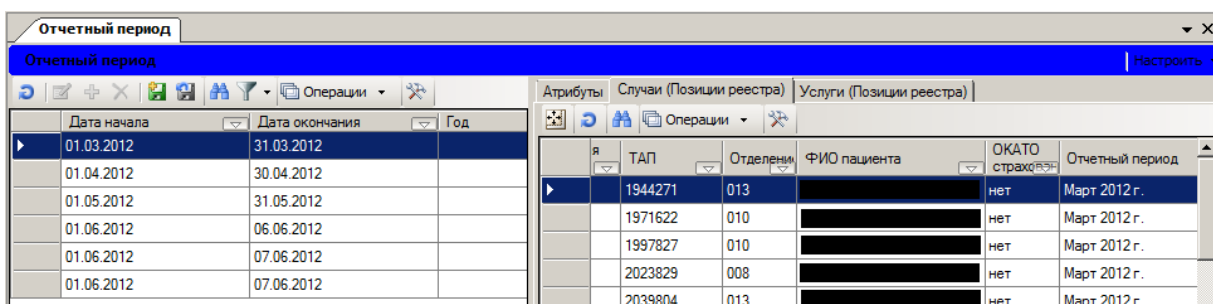 Отчетный период
Отчетный период Настроить
Операции
Дата начала Дата окончания Год
01.03.2012 31.03.2012
01.04.2012 30.04.2012
01.05.2012 31.05.2012
01.06.2012 06.06.2012
01.06.2012 07.06.2012
01.06.2012 07.06.2012
Атрибуты Случаи (Позиции реестра) Услуги (Позиции реестра)
Операции
я ТАП Отделени ФИО пациента ОКАТО страхован Отчетный период
1944271 013 нет Март 2012 г.
1971622 010 нет Март 2012 г.
1997827 010 нет Март 2012 г.
2023829 008 нет Март 2012 г.
2039804 013 нет Март 2012 г.